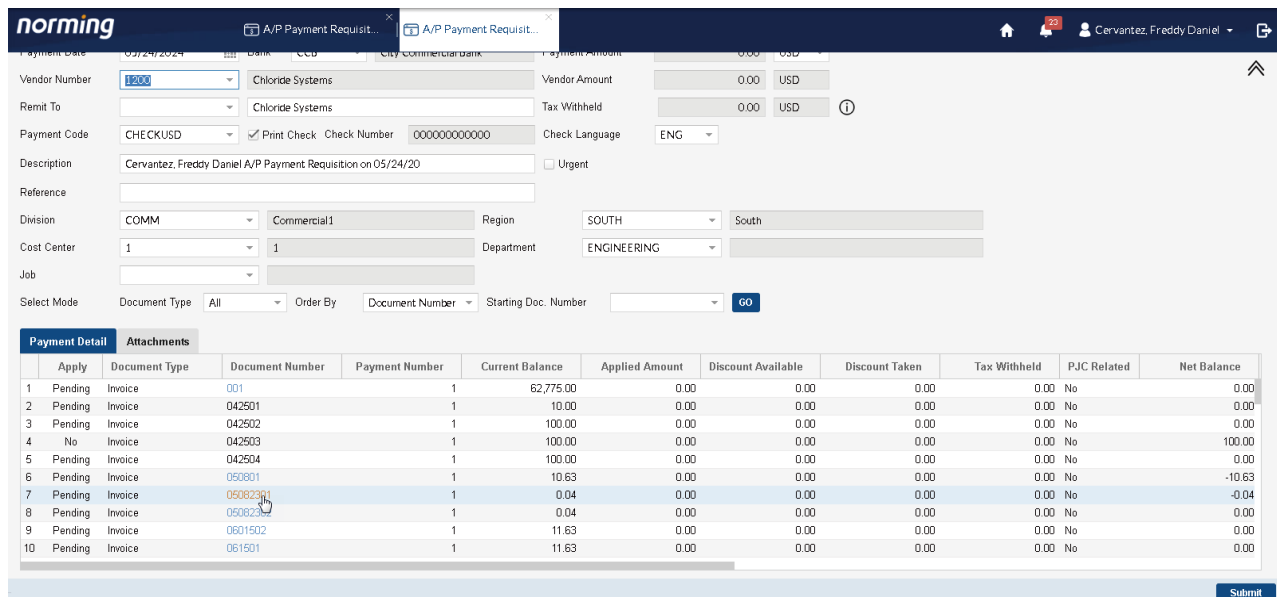 norming A/P Payment Requisit... × A/P Payment Requisit... × 23 Cervantez, Freddy Daniel
Payment Date 05/24/2024 Bank CCB City Commercial Bank Payment Amount 0.00 USD
Vendor Number 1200 Chloride Systems Vendor Amount 0.00 USD
Remit To Chloride Systems Tax Withheld 0.00 USD
Payment Code CHECKUSD Print Check Check Number 000000000000 Check Language ENG
Description Cervantez, Freddy Daniel A/P Payment Requisition on 05/24/20 Urgent
Reference
Division COMM Commercial1 Region SOUTH South
Cost Center 1 1 Department ENGINEERING
Job
Select Mode Document Type All Order By Document Number Starting Doc. Number GO
Payment Detail Attachments
Apply Document Type Document Number Payment Number Current Balance Applied Amount Discount Available Discount Taken Tax Withheld PJC Related Net Balance
1 Pending Invoice 001 1 62,775.00 0.00 0.00 0.00 0.00 No 0.00
2 Pending Invoice 042501 1 10.00 0.00 0.00 0.00 0.00 No 0.00
3 Pending Invoice 042502 1 100.00 0.00 0.00 0.00 0.00 No 0.00
4 No Invoice 042503 1 100.00 0.00 0.00 0.00 0.00 No 100.00
5 Pending Invoice 042504 1 100.00 0.00 0.00 0.00 0.00 No 0.00
6 Pending Invoice 050801 1 10.63 0.00 0.00 0.00 0.00 No -10.63
7 Pending Invoice 05082301 1 0.04 0.00 0.00 0.00 0.00 No -0.04
8 Pending Invoice 05082302 1 0.04 0.00 0.00 0.00 0.00 No 0.00
9 Pending Invoice 0601502 1 11.63 0.00 0.00 0.00 0.00 No 0.00
10 Pending Invoice 061501 1 11.63 0.00 0.00 0.00 0.00 No 0.00
Submit